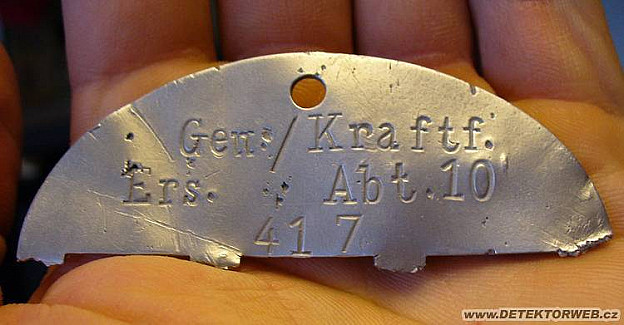 Gen:/Kraftf.
Ers. Abt.10
417
www.DETEKTORWEB.cz